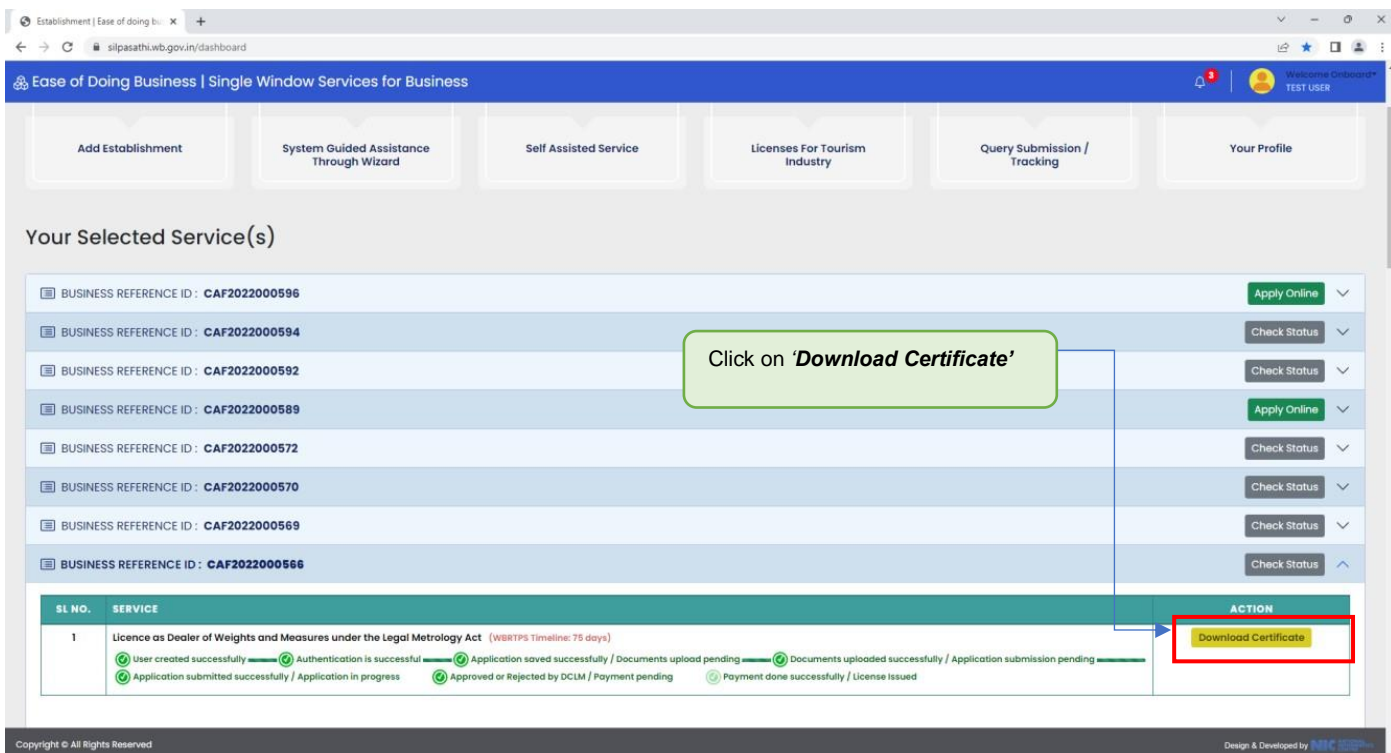 Establishment | Ease of doing bu
silpasathi.wb.gov.in/dashboard
Ease of Doing Business | Single Window Services for Business
3
Welcome Onboard
TEST USER
Add Establishment
System Guided Assistance
Through Wizard
Self Assisted Service
Licenses For Tourism
Industry
Query Submission /
Tracking
Your Profile
Your Selected Service(s)
BUSINESS REFERENCE ID : CAF2022000596 Apply Online
BUSINESS REFERENCE ID : CAF2022000594 Check Status
Click on ‘Download Certificate’
BUSINESS REFERENCE ID : CAF2022000592 Check Status
BUSINESS REFERENCE ID : CAF2022000589 Apply Online
BUSINESS REFERENCE ID : CAF2022000572 Check Status
BUSINESS REFERENCE ID : CAF2022000570 Check Status
BUSINESS REFERENCE ID : CAF2022000569 Check Status
BUSINESS REFERENCE ID : CAF2022000566 Check Status
SL NO. SERVICE ACTION
1 Licence as Dealer of Weights and Measures under the Legal Metrology Act (WBRTPS Timeline: 75 days) Download Certificate
User created successfully Authentication is successful Application saved successfully / Documents upload pending Documents uploaded successfully / Application submission pending
Application submitted successfully / Application in progress Approved or Rejected by DCLM / Payment pending Payment done successfully / License Issued
Copyright © All Rights Reserved Design & Developed by NIC